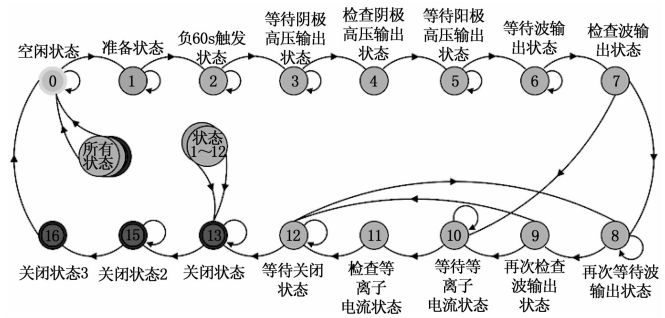 空闲状态
准备状态
负60s触发
状态
等待阴极
高压输出
状态
检查阴极
高压输出
状态
等待阳极
高压输出
状态
等待波输
出状态
检查波输
出状态
0
1
2
3
4
5
6
7
所有
状态
状态
1～12
16
15
13
12
11
10
9
8
关闭状态3
关闭状态2
关闭状态
等待关闭
状态
检查等
离子
电流状态
等待等
离子
电流状态
再次检查
波输出
状态
再次等待波
输出状态